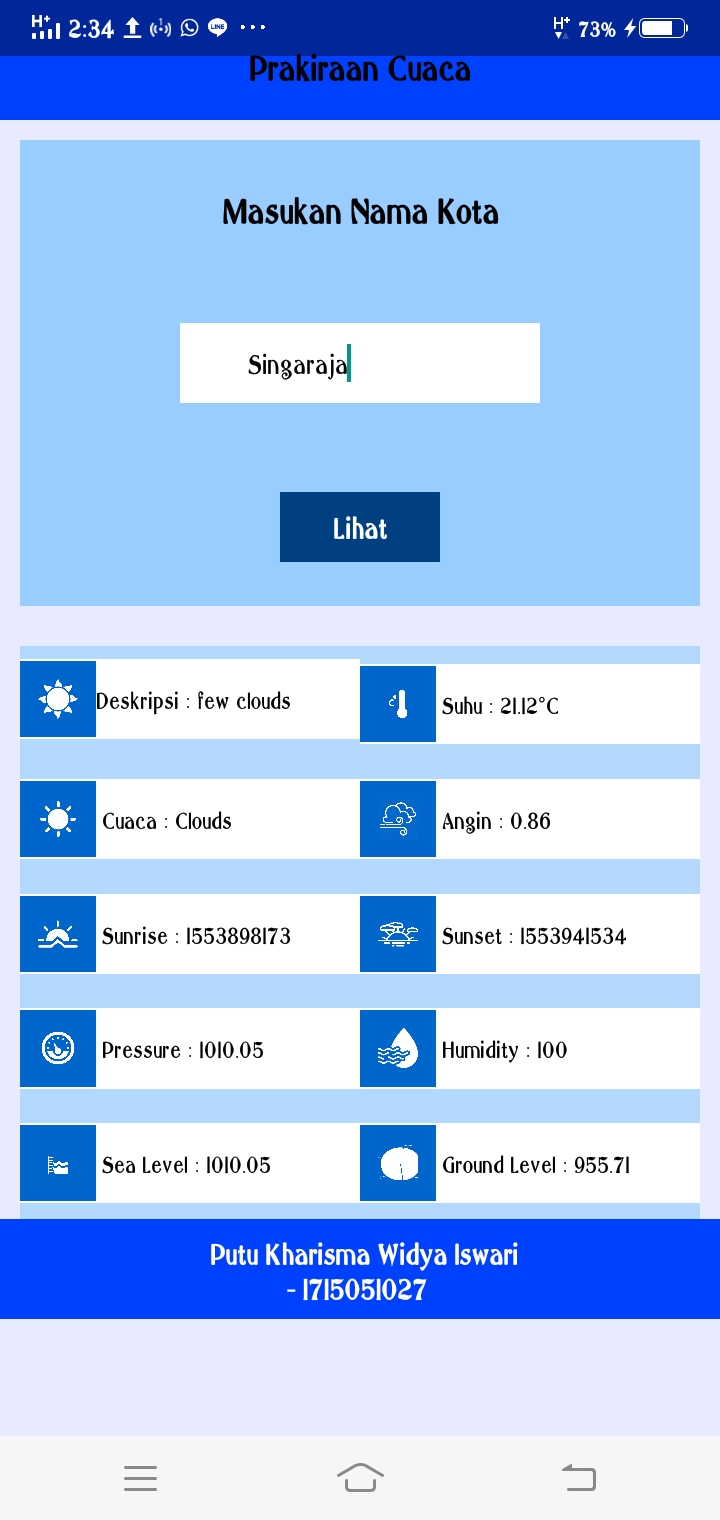 H+ 2:34 LINE ... H+ 73%
Prakiraan Cuaca
Masukan Nama Kota
Singaraja
Lihat
Deskripsi : few clouds
Suhu : 21.12°C
Cuaca : Clouds
Angin : 0.86
Sunrise : 1553898173
Sunset : 1553941534
Pressure : 1010.05
Humidity : 100
Sea Level : 1010.05
Ground Level : 955.71
Putu Kharisma Widya Iswari
- 1715051027